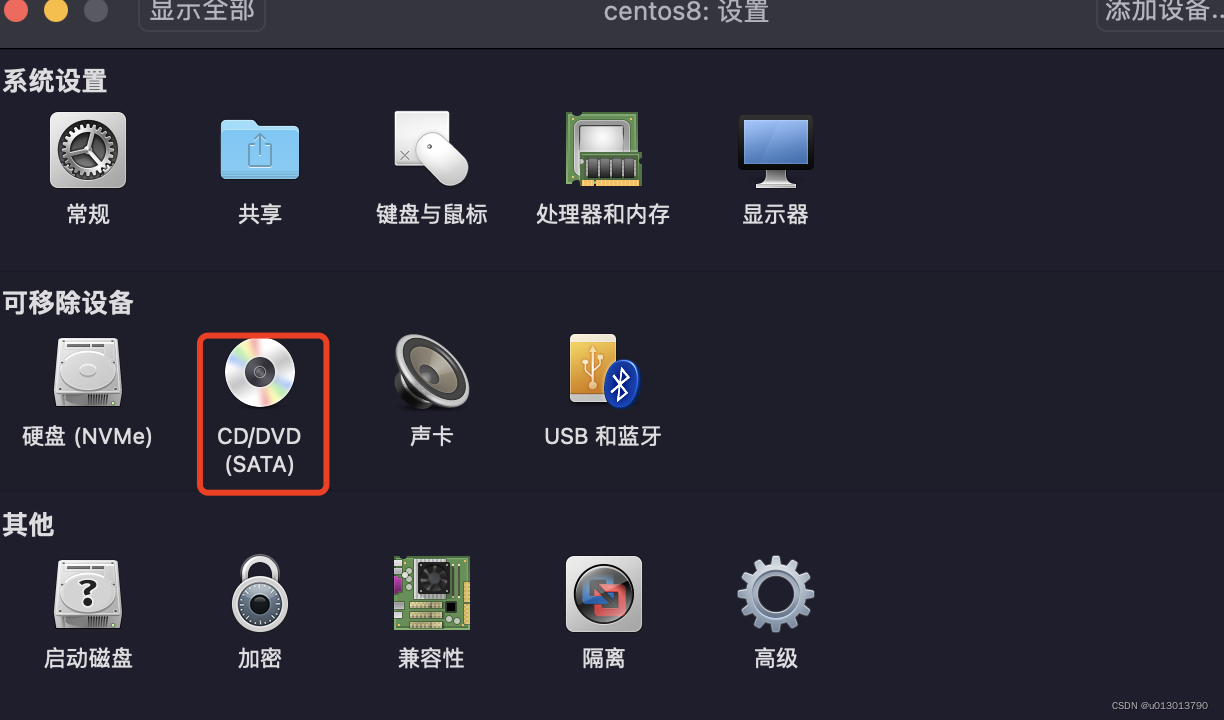 显示全部 centos8: 设置 添加设备...
系统设置
常规 共享 键盘与鼠标 处理器和内存 显示器
可移除设备
硬盘 (NVMe) CD/DVD (SATA) 声卡 USB 和蓝牙
其他
启动磁盘 加密 兼容性 隔离 高级
CSDN @u013013790